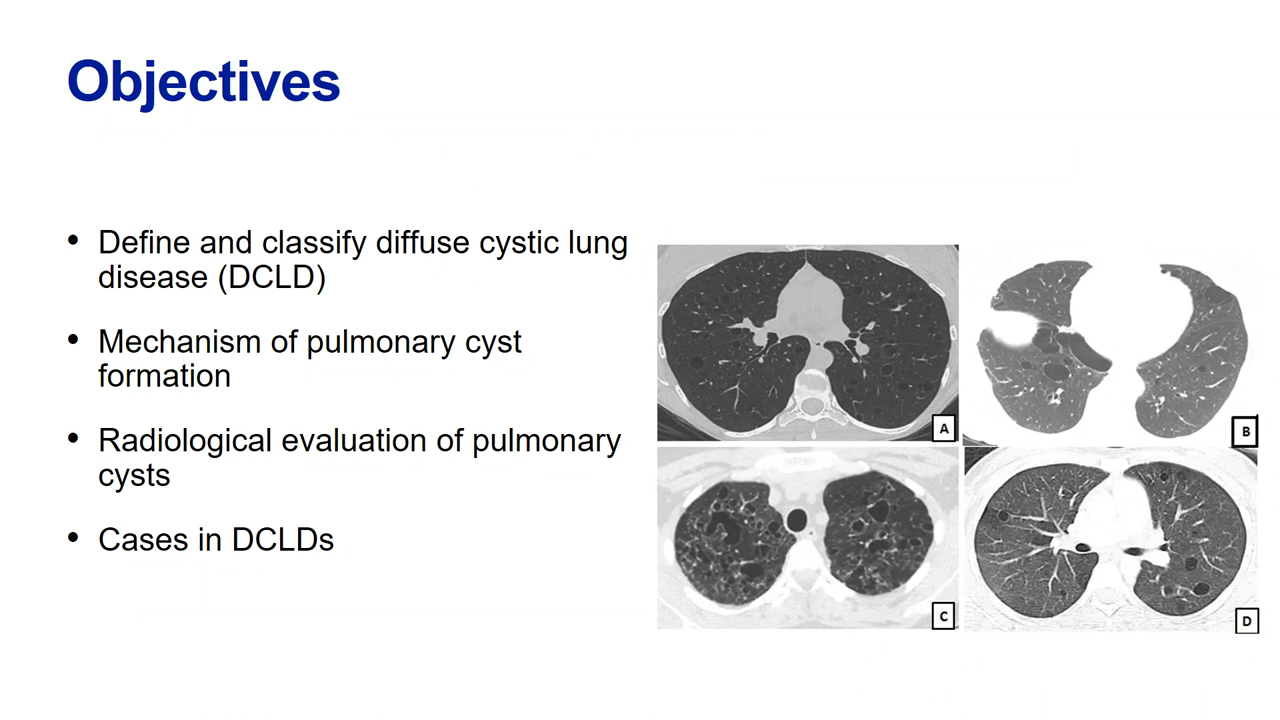 Objectives
• Define and classify diffuse cystic lung
disease (DCLD)
• Mechanism of pulmonary cyst
formation
• Radiological evaluation of pulmonary
cysts
• Cases in DCLDs
A
B
C
D